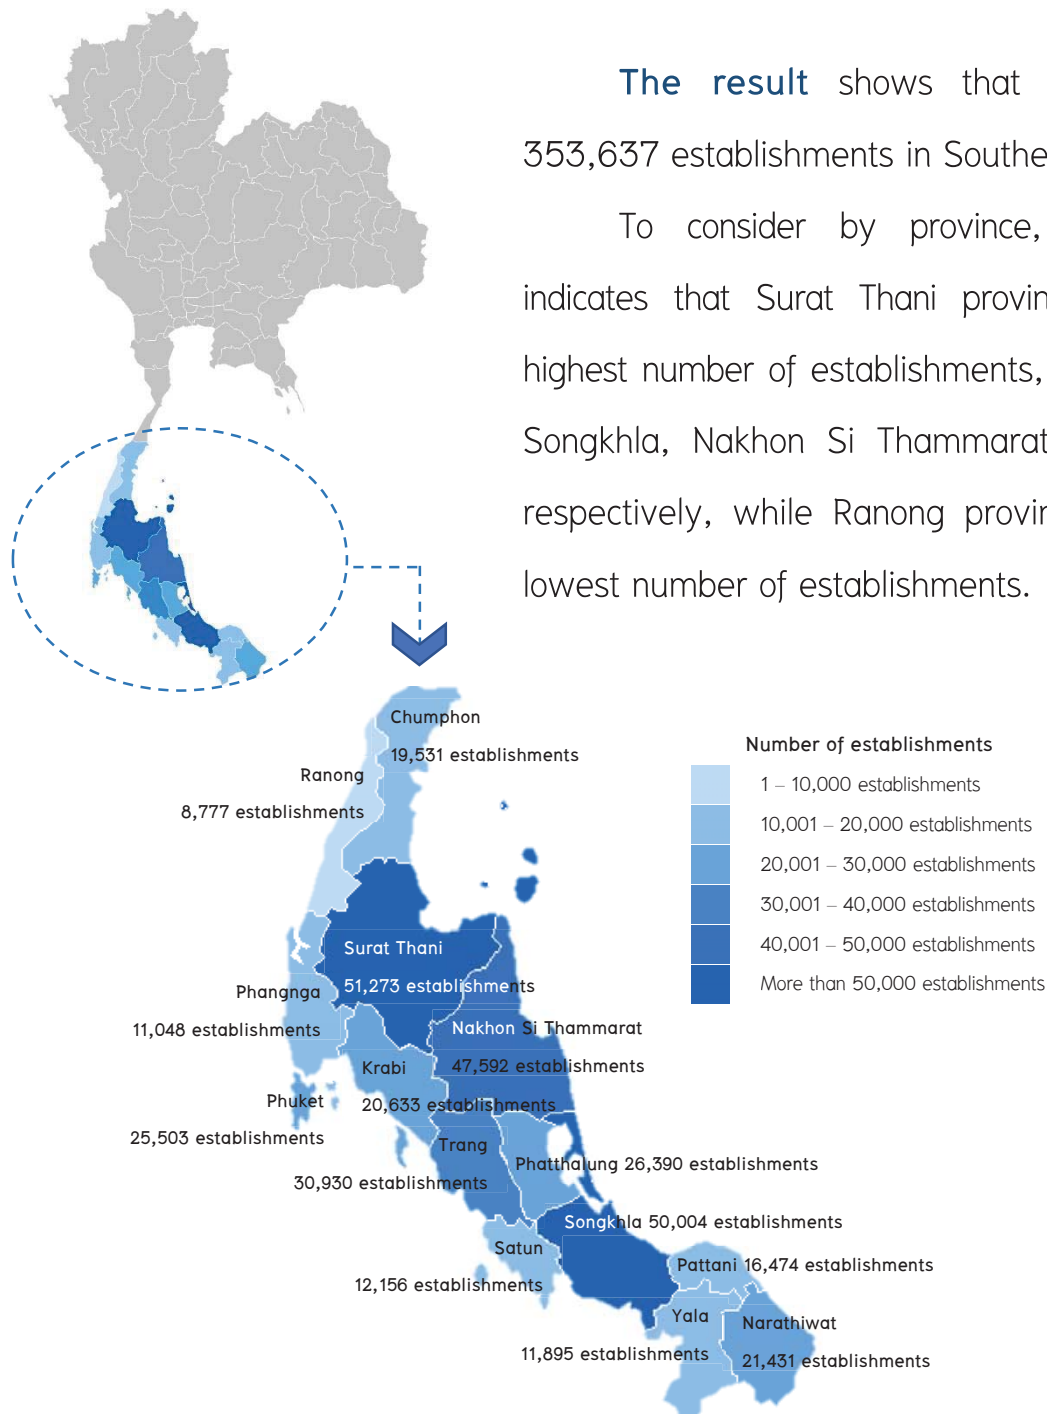 The result shows that
353,637 establishments in Southe
To consider by province,
indicates that Surat Thani provin
highest number of establishments,
Songkhla, Nakhon Si Thammarat
respectively, while Ranong provin
lowest number of establishments.
Chumphon
19,531 establishments
Ranong
8,777 establishments
Number of establishments
1 – 10,000 establishments
10,001 – 20,000 establishments
20,001 – 30,000 establishments
30,001 – 40,000 establishments
40,001 – 50,000 establishments
More than 50,000 establishments
Surat Thani
51,273 establishments
Phangnga
11,048 establishments
Nakhon Si Thammarat
47,592 establishments
Krabi
20,633 establishments
Phuket
25,503 establishments
Trang
30,930 establishments
Phatthalung 26,390 establishments
Songkhla 50,004 establishments
Satun
12,156 establishments
Pattani 16,474 establishments
Yala
11,895 establishments
Narathiwat
21,431 establishments